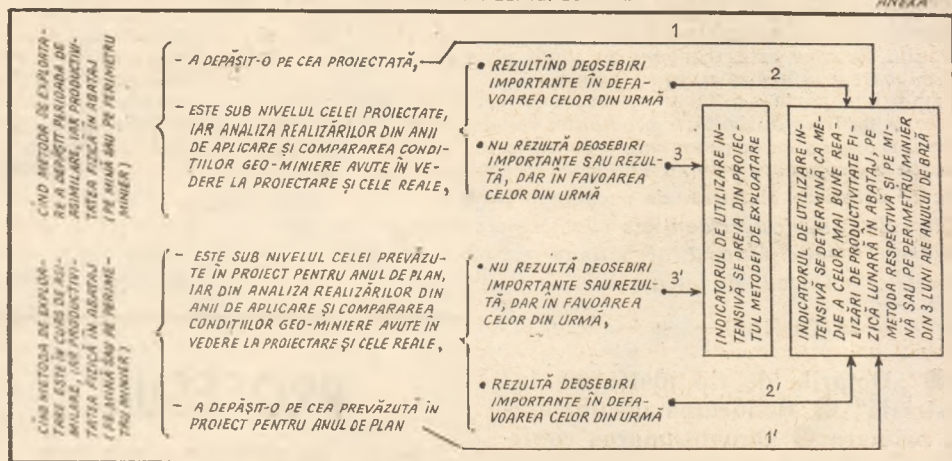 ANEXA
CÎND METODA DE EXPLOATA-
RE A DEPĂȘIT PERIOADA DE
ASIMILARE, IAR PRODUCTIVI-
TATEA FIZICĂ ÎN ABATAJ
(PE MINĂ SAU PE PERIMETRU
MINIER)
- A DEPĂȘIT-O PE CEA PROIECTATĂ,
- ESTE SUB NIVELUL CELEI PROIECTATE,
IAR ANALIZA REALIZĂRILOR DIN ANII
DE APLICARE ȘI COMPARAREA CONDI-
ȚIILOR GEO-MINIERE AVUTE ÎN VE-
DERE LA PROIECTARE ȘI CELE REALE,
1
• REZULTÎND DEOSEBIRI
IMPORTANTE ÎN DEFA-
VOAREA CELOR DIN URMĂ
2
• NU REZULTĂ DEOSEBIRI
IMPORTANTE SAU REZUL-
TĂ, DAR ÎN FAVOAREA
CELOR DIN URMĂ
3
TARE ESTE ÎN CURS DE ASI-
MILARE, IAR PRODUCTIVI-
TATEA FIZICĂ ÎN ABATAJ
(PE MINĂ SAU PE PERIME-
TRU MINIER)
- ESTE SUB NIVELUL CELEI PREVĂZU-
TE ÎN PROIECT PENTRU ANUL DE PLAN,
IAR DIN ANALIZA REALIZĂRILOR DIN
ANII DE APLICARE ȘI COMPARAREA
CONDIȚIILOR GEO-MINIERE AVUTE ÎN
VEDERE LA PROIECTARE ȘI CELE REALE,
- A DEPĂȘIT-O PE CEA PREVĂZUTA ÎN
PROIECT PENTRU ANUL DE PLAN
• NU REZULTĂ DEOSEBIRI
IMPORTANTE SAU REZUL-
TĂ, DAR ÎN FAVOAREA
CELOR DIN URMĂ,
3'
• REZULTĂ DEOSEBIRI
IMPORTANTE ÎN DEFA-
VOAREA CELOR DIN URMĂ
2'
1'
INDICATORUL DE UTILIZARE IN-
TENSIVĂ SE PREIA DIN PROIEC-
TUL METODEI DE EXPLOATARE
INDICATORUL DE UTILIZARE IN-
TENSIVĂ SE DETERMINĂ CA ME-
DIE A CELOR MAI BUNE REA-
LIZĂRI DE PRODUCTIVITATE FI-
ZICĂ LUNARĂ ÎN ABATAJ, PE
METODA RESPECTIVĂ ȘI PE MI-
NĂ SAU PE PERIMETRU MINIER
DIN 3 LUNI ALE ANULUI DE BAZĂ